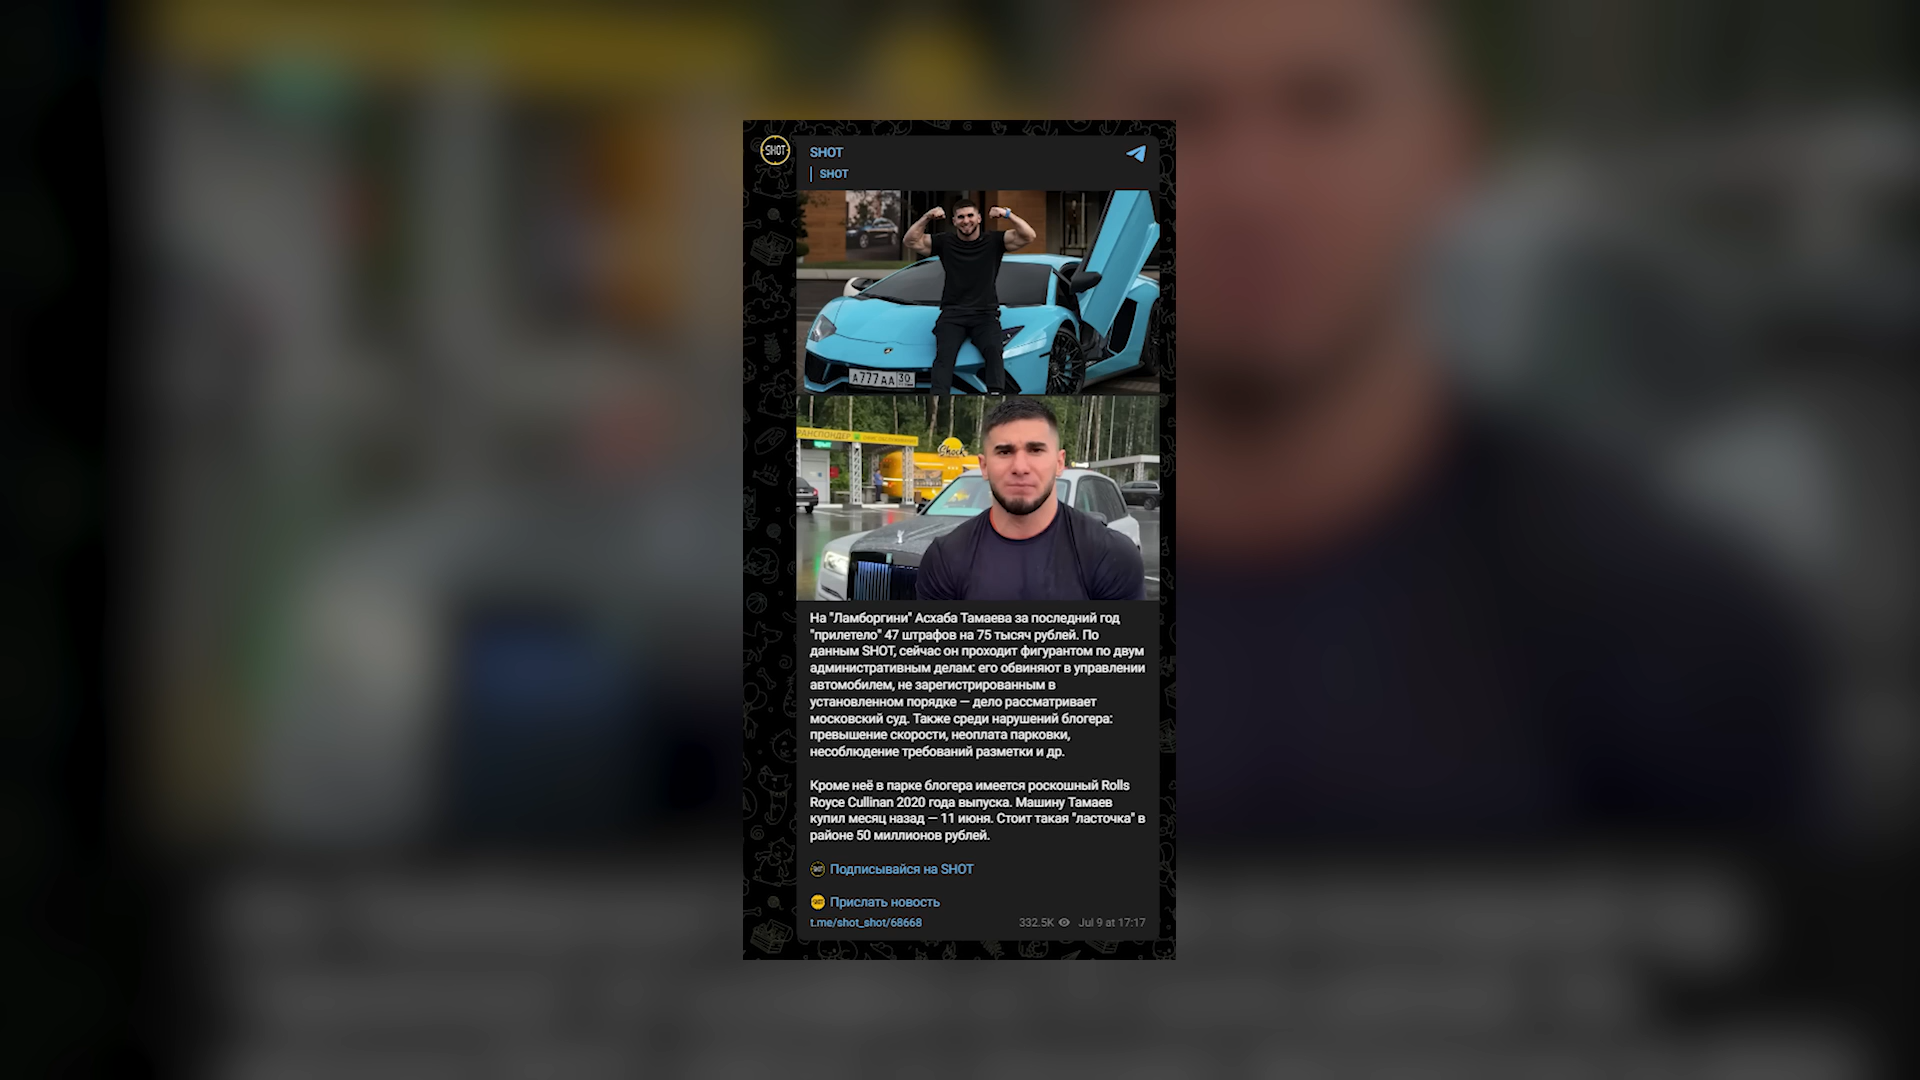 SHOT
SHOT
SHOT
А777АА 30
ТРАНСПОНДЕР
Shock
На "Ламборгини" Асхаба Тамаева за последний год
"прилетело" 47 штрафов на 75 тысяч рублей. По
данным SHOT, сейчас он проходит фигурантом по двум
административным делам: его обвиняют в управлении
автомобилем, не зарегистрированным в
установленном порядке — дело рассматривает
московский суд. Также среди нарушений блогера:
превышение скорости, неоплата парковки,
несоблюдение требований разметки и др.
Кроме неё в парке блогера имеется роскошный Rolls
Royce Cullinan 2020 года выпуска. Машину Тамаев
купил месяц назад — 11 июня. Стоит такая "ласточка" в
районе 50 миллионов рублей.
Подписывайся на SHOT
Прислать новость
t.me/shot_shot/68668
332.5K Jul 9 at 17:17